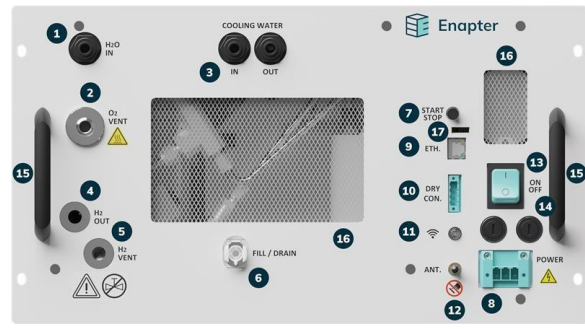 COOLING WATER
Enapter
1
H2O
IN
3
IN
OUT
16
2
O2
VENT
7
START
STOP
17
9
ETH.
13
ON
OFF
15
15
4
H2
OUT
10
DRY
CON.
14
5
H2
VENT
16
11
FILL / DRAIN
6
ANT.
POWER
12
8